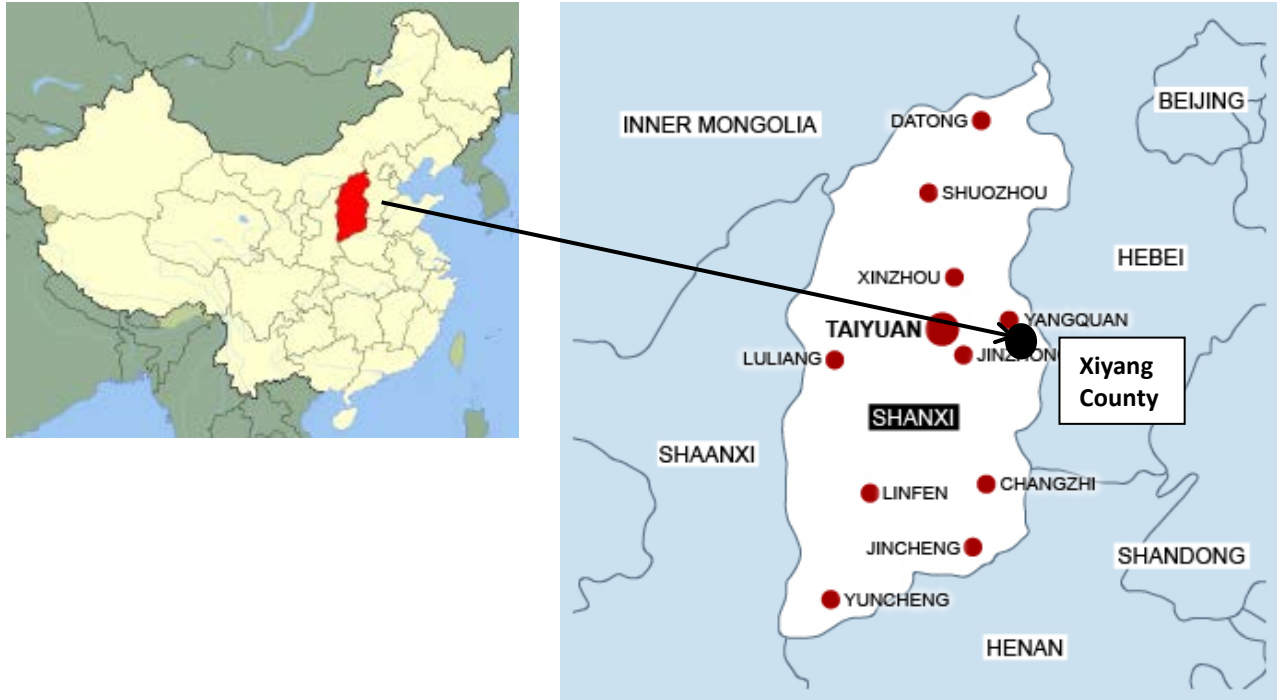 BEIJING
INNER MONGOLIA
DATONG
SHUOZHOU
HEBEI
XINZHOU
YANGQUAN
TAIYUAN
LULIANG
JINZHONG
Xiyang
County
SHANXI
SHAANXI
CHANGZHI
LINFEN
JINCHENG
SHANDONG
YUNCHENG
HENAN